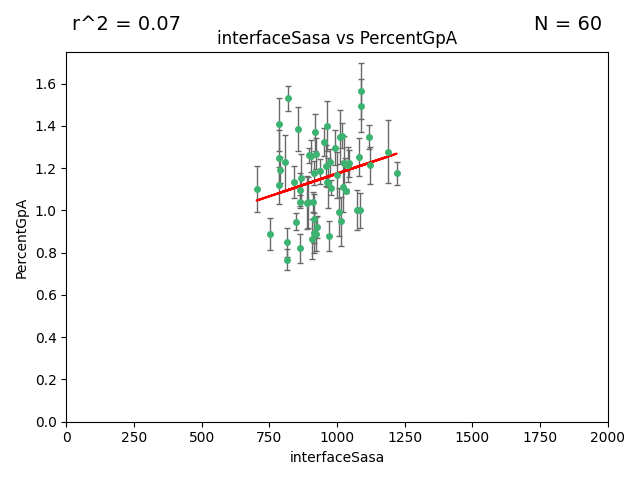 r^2 = 0.07
N = 60
interfaceSasa vs PercentGpA
PercentGpA
1.6
1.4
1.2
1.0
0.8
0.6
0.4
0.2
0.0
0 250 500 750 1000 1250 1500 1750 2000
interfaceSasa